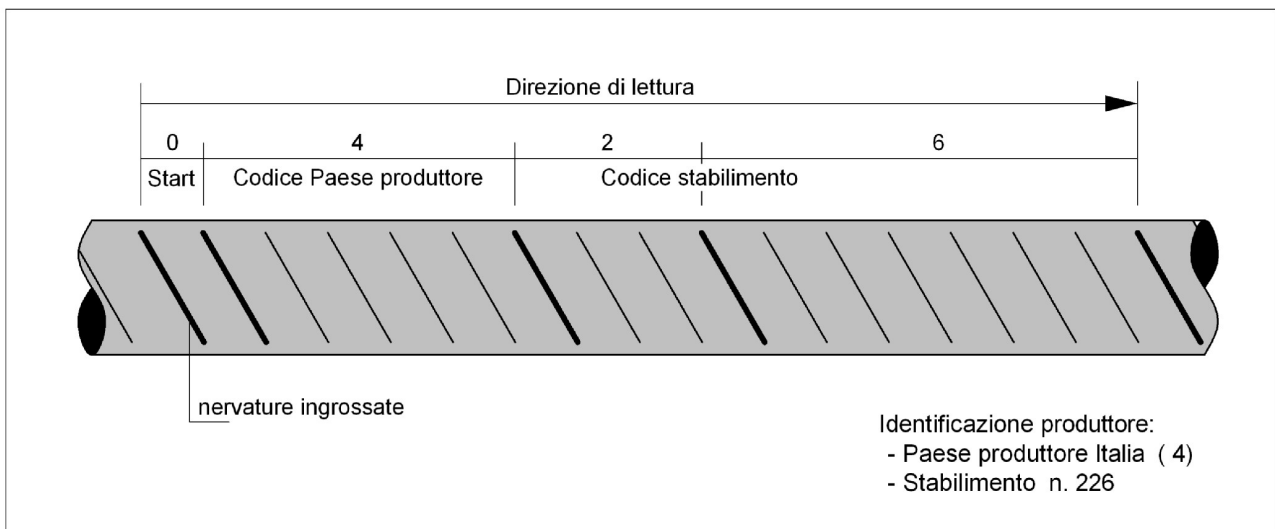 Direzione di lettura
0 4 2 6
Start Codice Paese produttore Codice stabilimento
nervature ingrossate
Identificazione produttore:
- Paese produttore Italia ( 4)
- Stabilimento n. 226